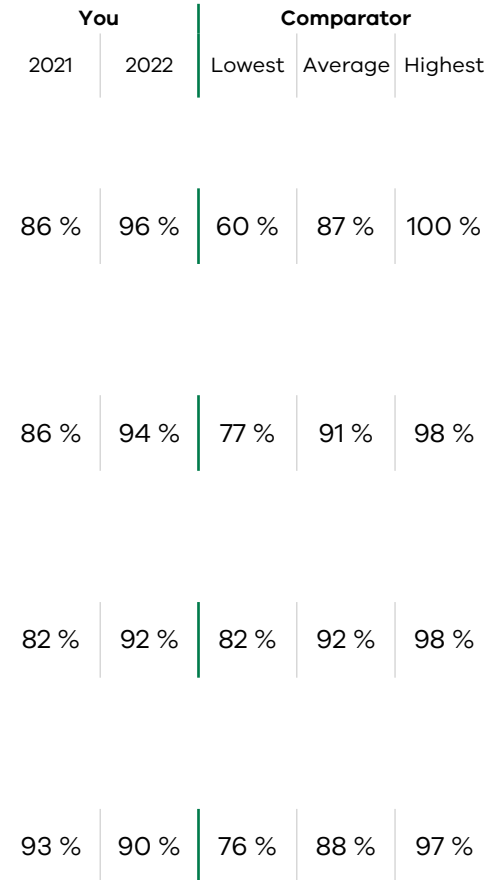 You Comparator
2021 2022 Lowest Average Highest
86 % 96 % 60 % 87 % 100 %
86 % 94 % 77 % 91 % 98 %
82 % 92 % 82 % 92 % 98 %
93 % 90 % 76 % 88 % 97 %